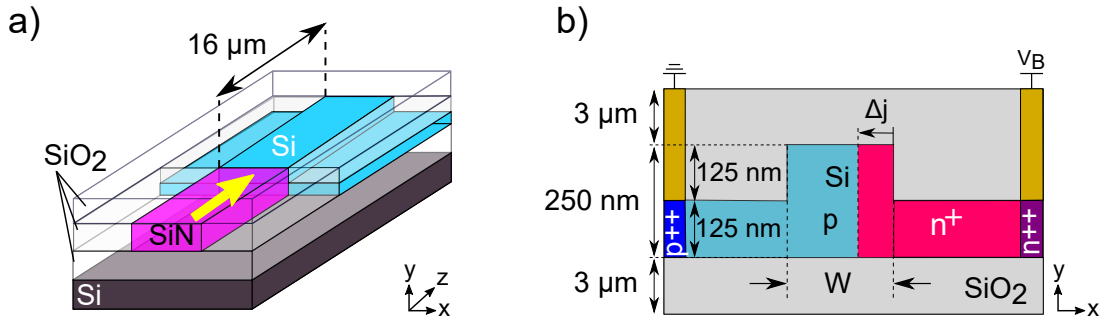 a)
16 µm
Si
SiO2
SiN
Si
y
z
x
b)
VB
3 µm
Δj
125 nm
Si
250 nm
p++
125 nm
p
n+
n++
3 µm
W
SiO2
y
x